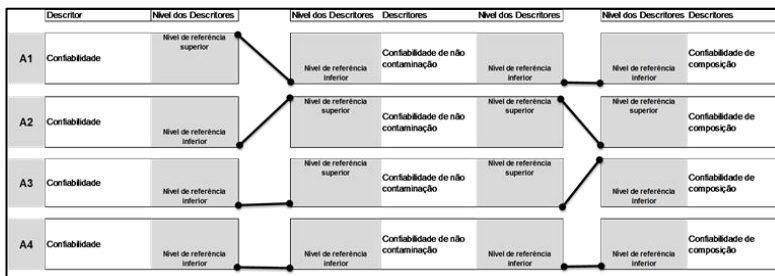 Descritor Nível dos Descritores Nível dos Descritores Descritores Nível dos Descritores Nível dos Descritores Descritores
A1 Confiabilidade
Nível de referência
superior
Nível de referência
inferior
Confiabilidade de não
contaminação
Nível de referência
inferior
Nível de referência
inferior
Confiabilidade de
composição
A2 Confiabilidade
Nível de referência
inferior
Nível de referência
superior
Confiabilidade de não
contaminação
Nível de referência
superior
Nível de referência
superior
Confiabilidade de
composição
A3 Confiabilidade
Nível de referência
inferior
Nível de referência
superior
Confiabilidade de não
contaminação
Nível de referência
superior
Nível de referência
inferior
Confiabilidade de
composição
A4 Confiabilidade
Nível de referência
inferior
Nível de referência
inferior
Confiabilidade de não
contaminação
Nível de referência
inferior
Nível de referência
inferior
Confiabilidade de
composição